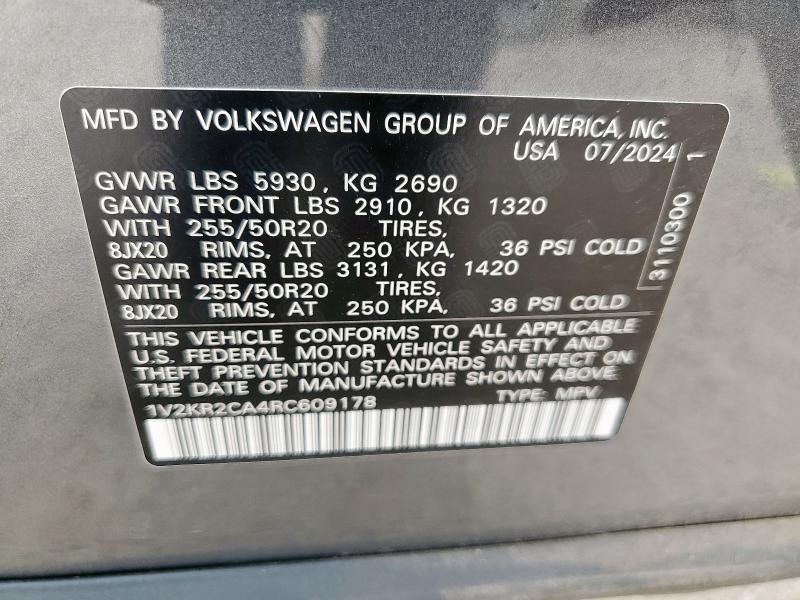 MFD BY VOLKSWAGEN GROUP OF AMERICA, INC.
USA 07/2024
GVWR LBS 5930, KG 2690
GAWR FRONT LBS 2910, KG 1320
WITH 255/50R20 TIRES,
8JX20 RIMS, AT 250 KPA, 36 PSI COLD
GAWR REAR LBS 3131, KG 1420
WITH 255/50R20 TIRES,
8JX20 RIMS, AT 250 KPA, 36 PSI COLD
THIS VEHICLE CONFORMS TO ALL APPLICABLE
U.S. FEDERAL MOTOR VEHICLE SAFETY AND
THEFT PREVENTION STANDARDS IN EFFECT ON
THE DATE OF MANUFACTURE SHOWN ABOVE.
1V2KR2CA4RC609178 TYPE: MPV
3110300 1